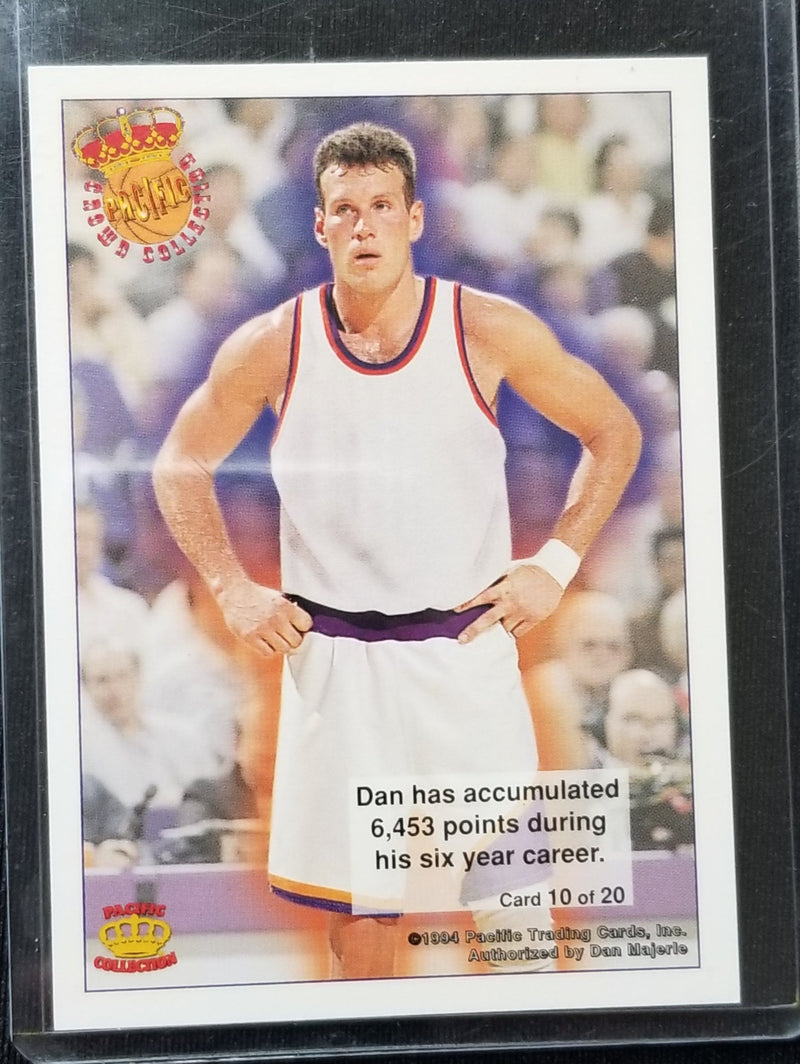 PACIFIC
CROWN COLLECTION
Dan has accumulated
6,453 points during
his six year career.
Card 10 of 20
©1994 Pacific Trading Cards, Inc.
Authorized by Dan Majerle
PACIFIC
COLLECTION